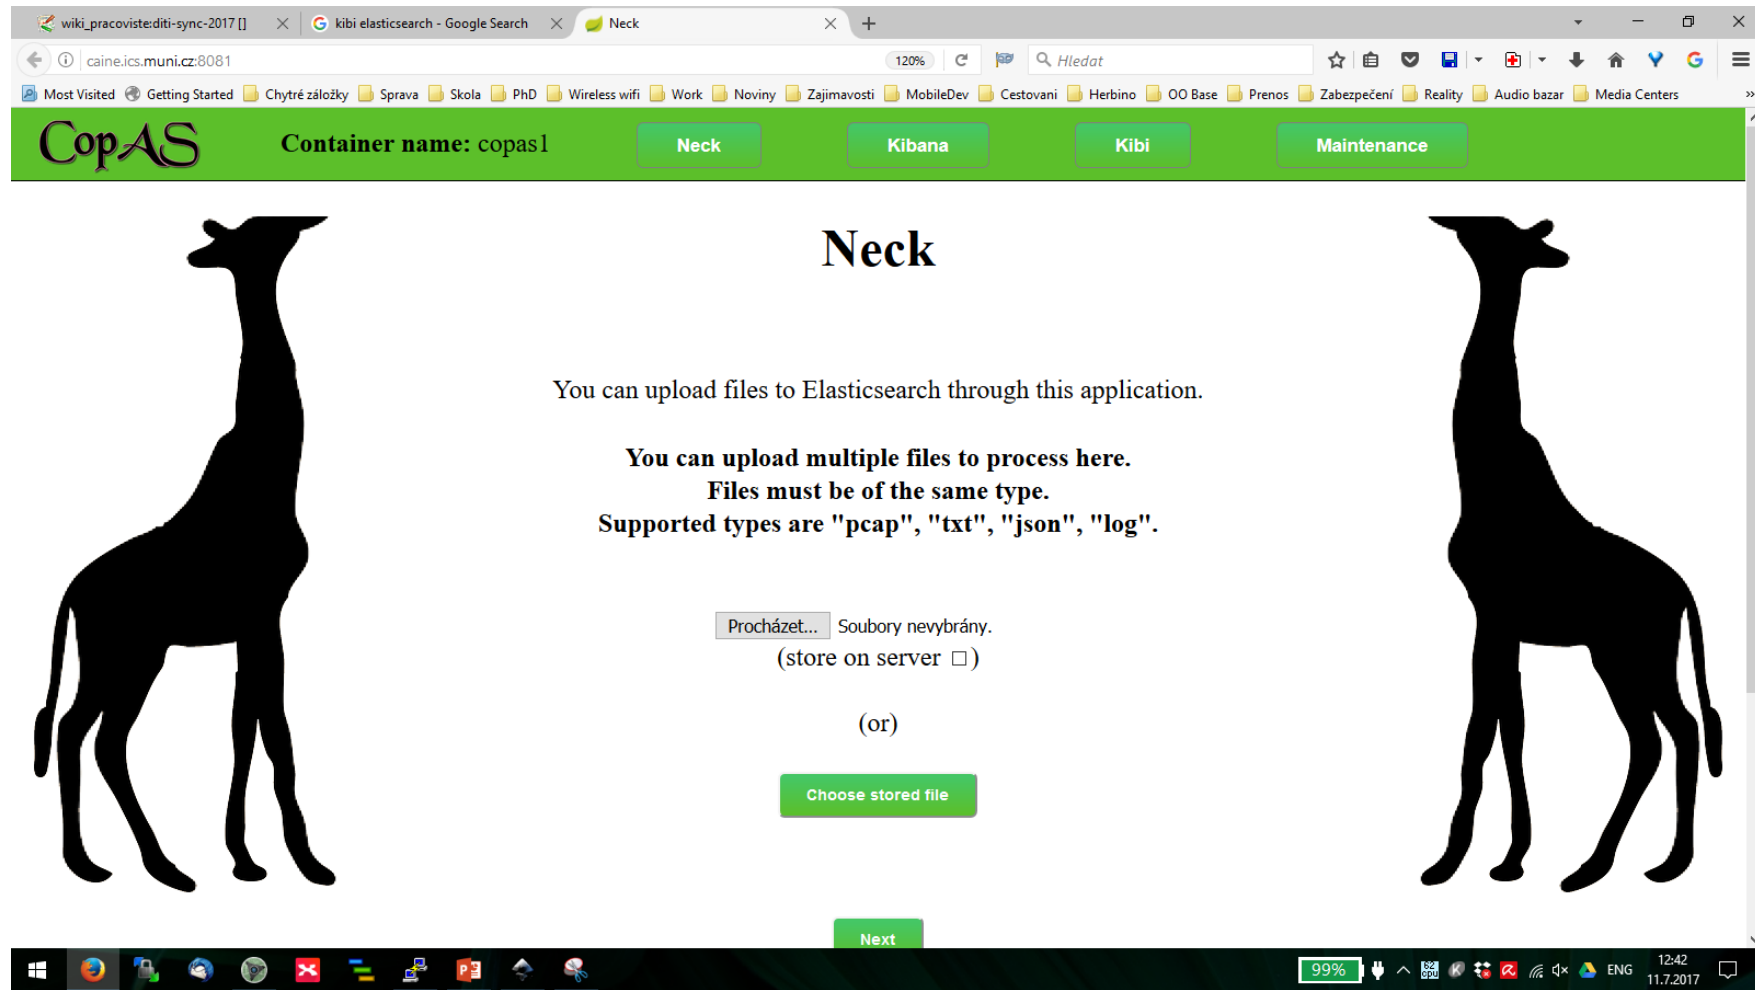 wiki_pracoviste:diti-sync-2017 []
kibi elasticsearch - Google Search
Neck
caine.ics.muni.cz:8081
120%
Hledat
Most Visited Getting Started Chytré záložky Sprava Skola PhD Wireless wifi Work Noviny Zajimavosti MobileDev Cestovani Herbino OO Base Prenos Zabezpečení Reality Audio bazar Media Centers
CopAS
Container name: copas1
Neck
Kibana
Kibi
Maintenance
Neck
You can upload files to Elasticsearch through this application.
You can upload multiple files to process here.
Files must be of the same type.
Supported types are "pcap", "txt", "json", "log".
Procházet... Soubory nevybrány.
(store on server )
(or)
Choose stored file
Next
99%
ENG
12:42
11.7.2017